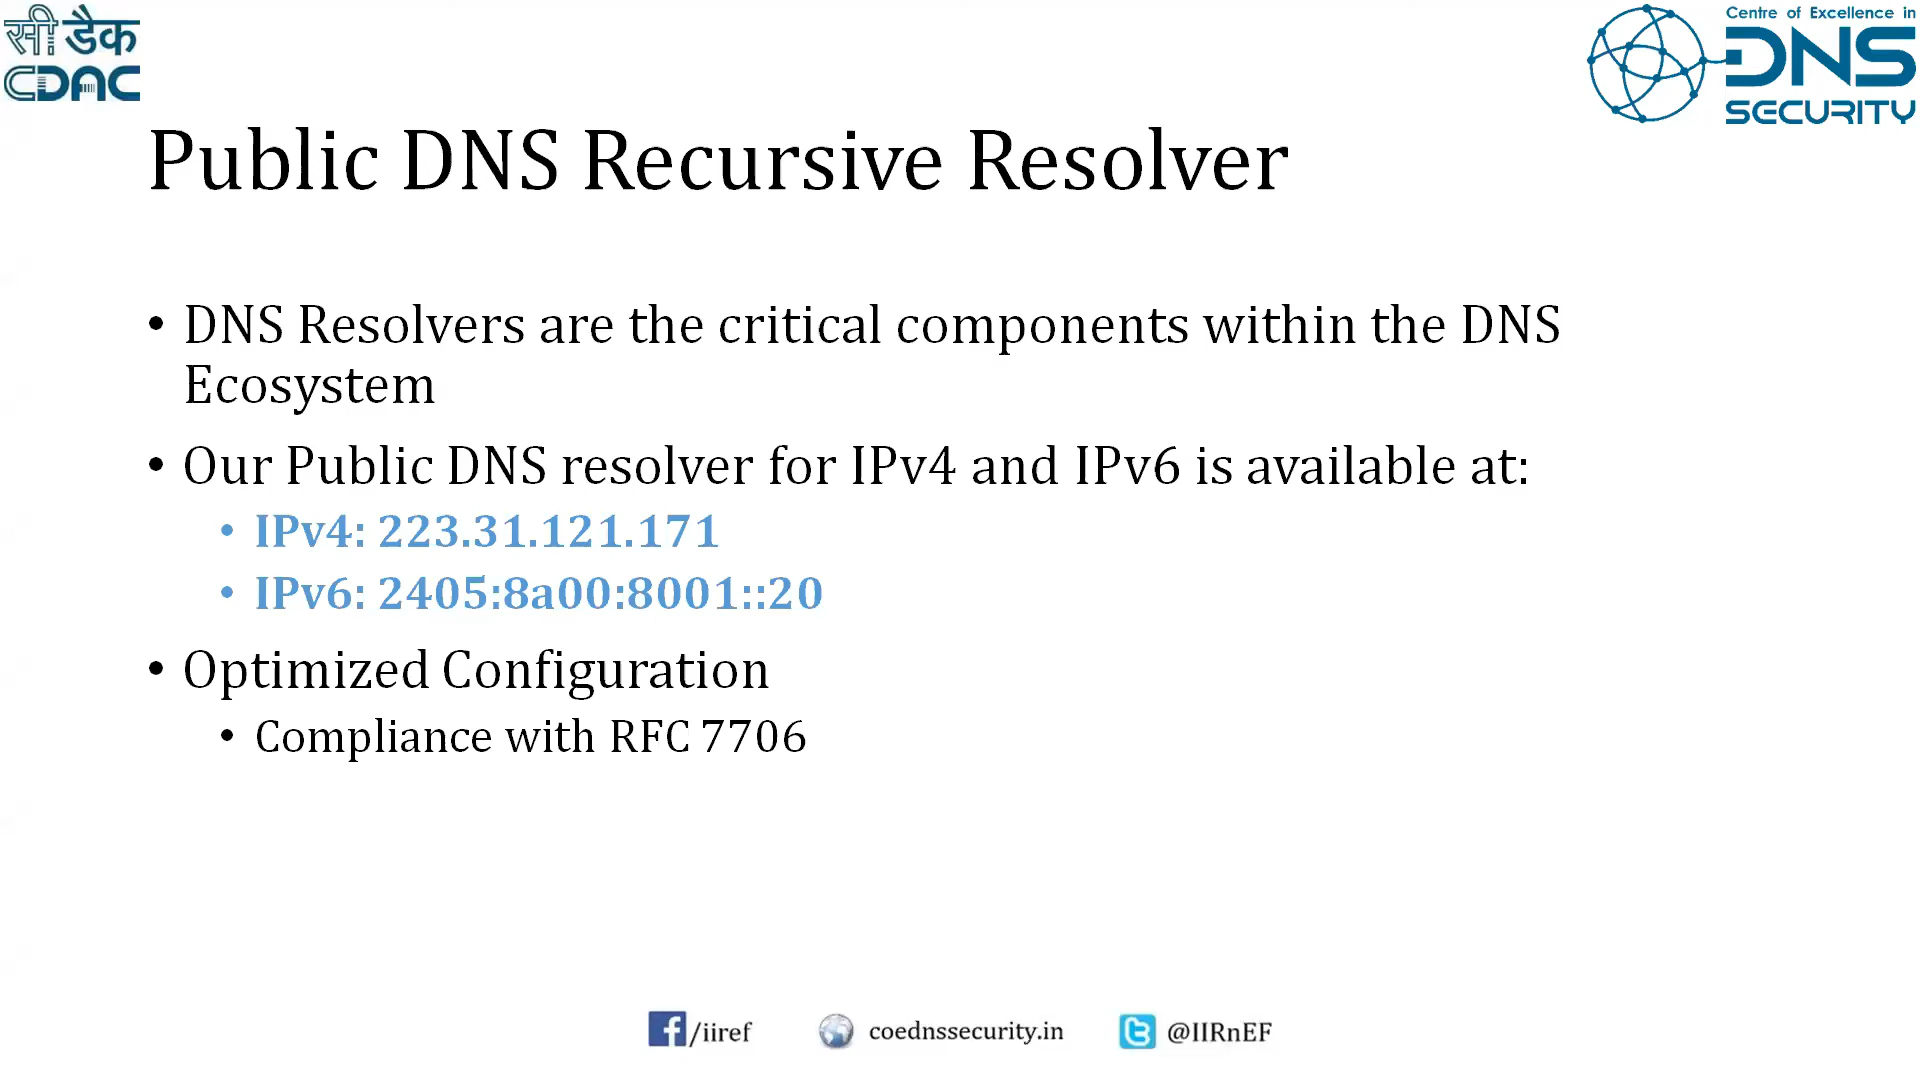 सी डैक
CDAC
Centre of Excellence in
DNS
SECURITY
Public DNS Recursive Resolver
• DNS Resolvers are the critical components within the DNS
Ecosystem
• Our Public DNS resolver for IPv4 and IPv6 is available at:
• IPv4: 223.31.121.171
• IPv6: 2405:8a00:8001::20
• Optimized Configuration
• Compliance with RFC 7706
/iiref coednssecurity.in @IIRnEF